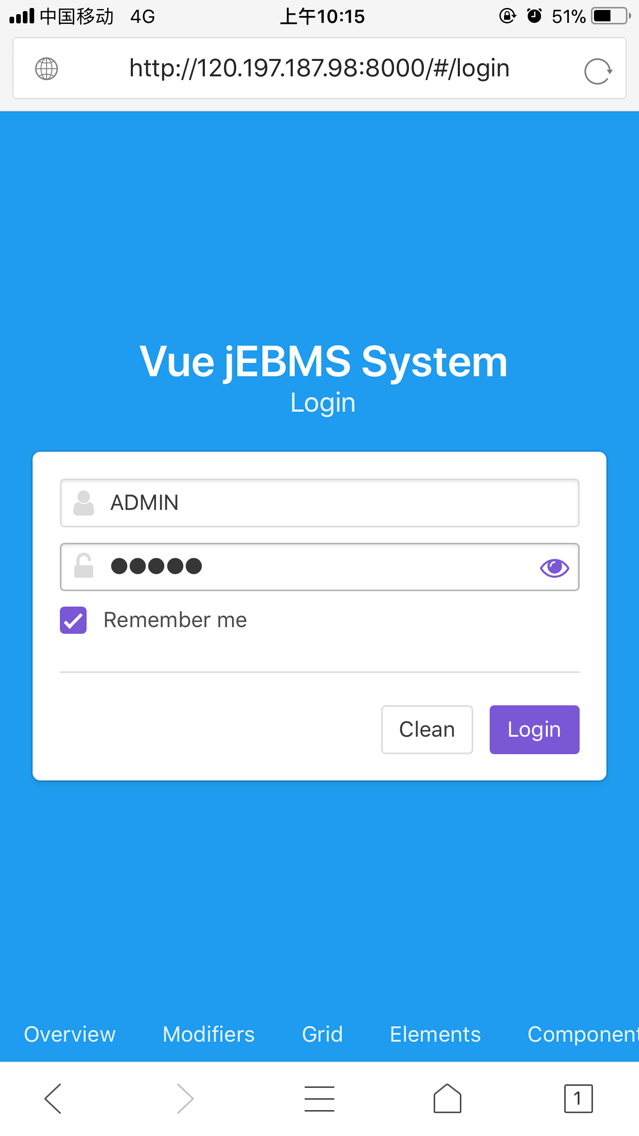 中国移动 4G 上午10:15 51%
http://120.197.187.98:8000/#/login
Vue jEBMS System
Login
ADMIN
●●●●●
Remember me
Clean Login
Overview Modifiers Grid Elements Component
1